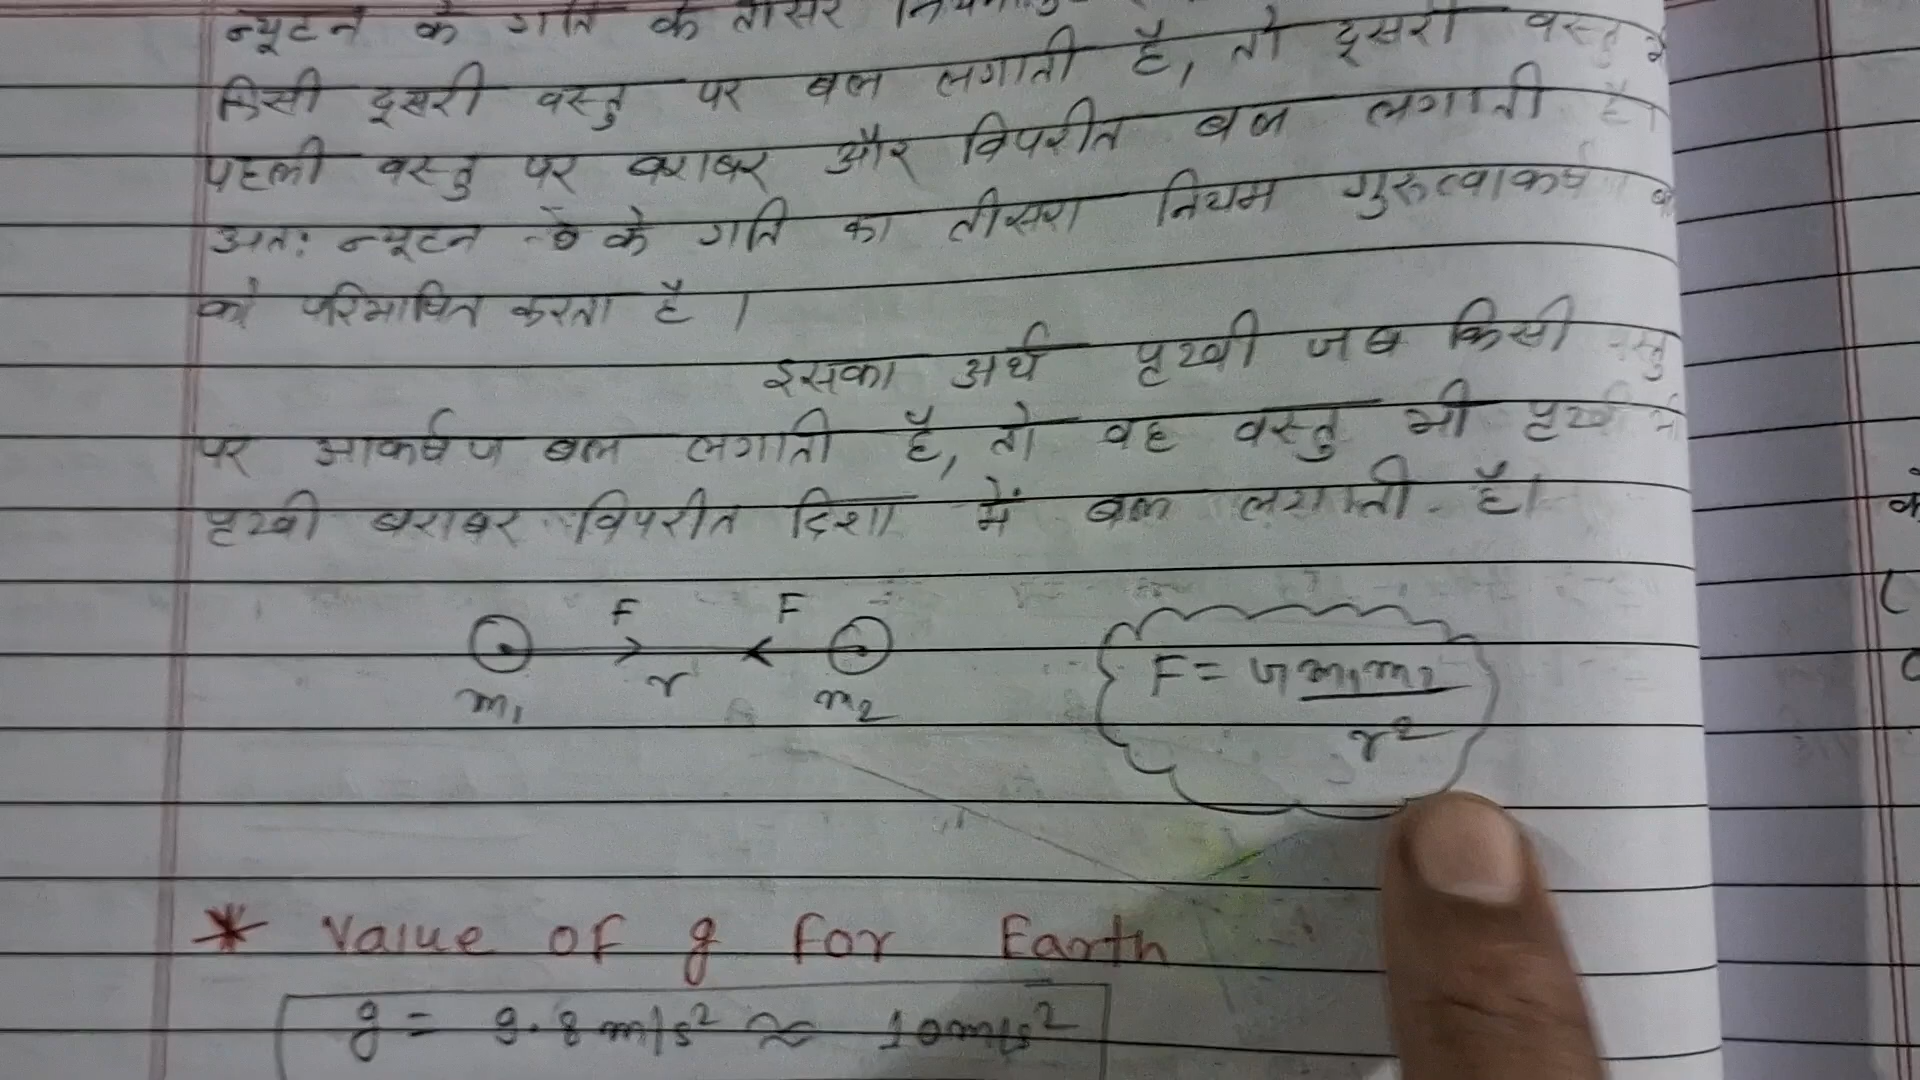 न्यूटन के गति के तीसरे
किसी दूसरी वस्तु पर बल लगाती है, तो दूसरी वस्तु
पहली वस्तु पर बराबर और विपरीत बल लगाती है।
अतः न्यूटन के गति का तीसरा नियम गुरुत्वाकर्ष
को परिभाषित करता है ।
इसका अर्थ पृथ्वी जब किसी वस्तु
पर आकर्षण बल लगाती है, तो वह वस्तु भी पृथ्वी
पृथ्वी बराबर विपरीत दिशा में बल लगाती है।
F F
m₁ r m₂
F = G m₁m₂ / r²
* Value of g for Earth
g = 9.8 m/s² ≈ 10 m/s²